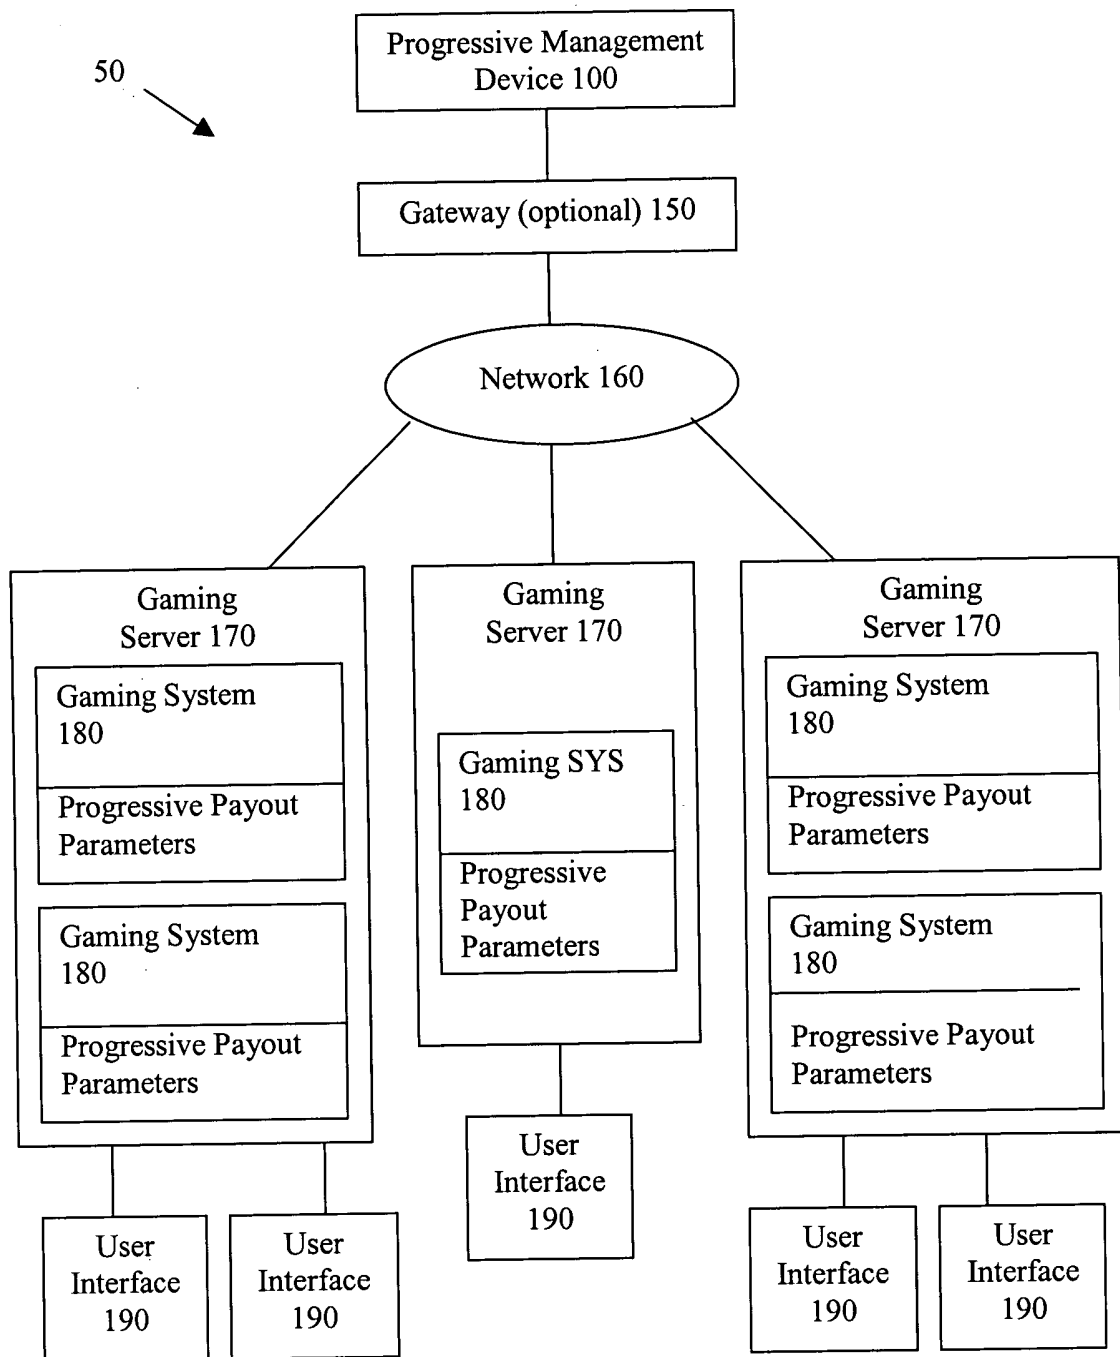 Progressive Management
Device 100
50
Gateway (optional) 150
Network 160
Gaming
Server 170
Gaming System
180
Progressive Payout
Parameters
Gaming System
180
Progressive Payout
Parameters
User
Interface
190
User
Interface
190
Gaming
Server 170
Gaming SYS
180
Progressive
Payout
Parameters
User
Interface
190
Gaming
Server 170
Gaming System
180
Progressive Payout
Parameters
Gaming System
180
Progressive Payout
Parameters
User
Interface
190
User
Interface
190